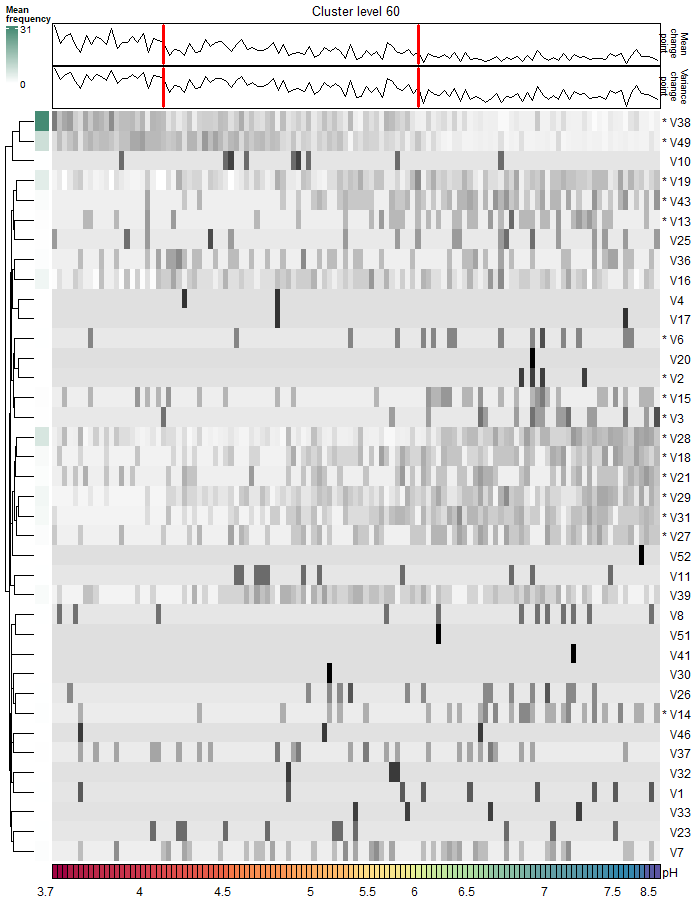 Mean
frequency
31
0
Cluster level 60
Mean
change
point
Variance
change
point
* V38
* V49
V10
* V19
* V43
* V13
V25
V36
V16
V4
V17
* V6
V20
* V2
* V15
* V3
* V28
* V18
* V21
* V29
* V31
* V27
V52
V11
V39
V8
V51
V41
V30
V26
* V14
V46
V37
V32
V1
V33
V23
V7
pH
3.7 4 4.5 5 5.5 6 6.5 7 7.5 8.5